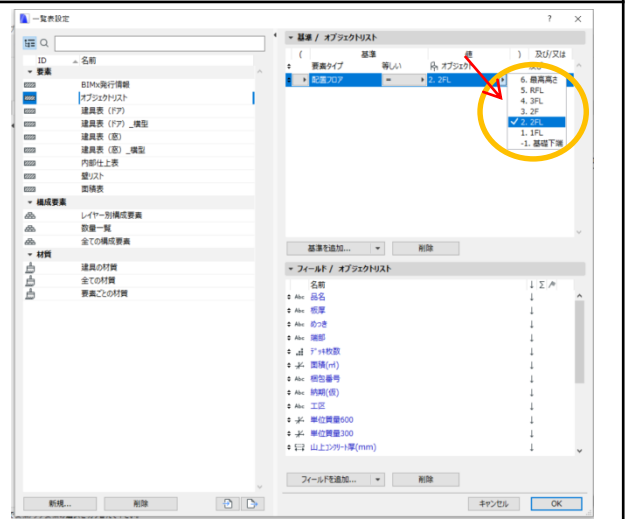 一覧表設定
? ×
ID 名前
要素
BIMx発行情報
オブジェクトリスト
建具表（ドア）
建具表（ドア）_横型
建具表（窓）
建具表（窓）_横型
内部仕上表
壁リスト
面積表
構成要素
レイヤー別構成要素
数量一覧
全ての構成要素
材質
建具の材質
全ての材質
要素ごとの材質
新規... 削除
基準 / オブジェクトリスト
( 基準 値 ) 及び/又は
要素タイプ 等しい オブジェクト
配置フロア = 2. 2FL
6. 最高高さ
5. RFL
4. 3FL
3. 2F
2. 2FL
1. 1FL
-1. 基礎下端
基準を追加... 削除
フィールド / オブジェクトリスト
名前 ↓ Σ
Abc 品名 ↓
Abc 板厚 ↓
Abc めっき ↓
Abc 端部 ↓
デッキ枚数 ↓
面積(㎡) ↓
Abc 梱包番号 ↓
Abc 納期(仮) ↓
Abc 工区 ↓
単位質量600 ↓
単位質量300 ↓
山上コンクリート厚(mm) ↓
フィールドを追加... 削除
キャンセル OK